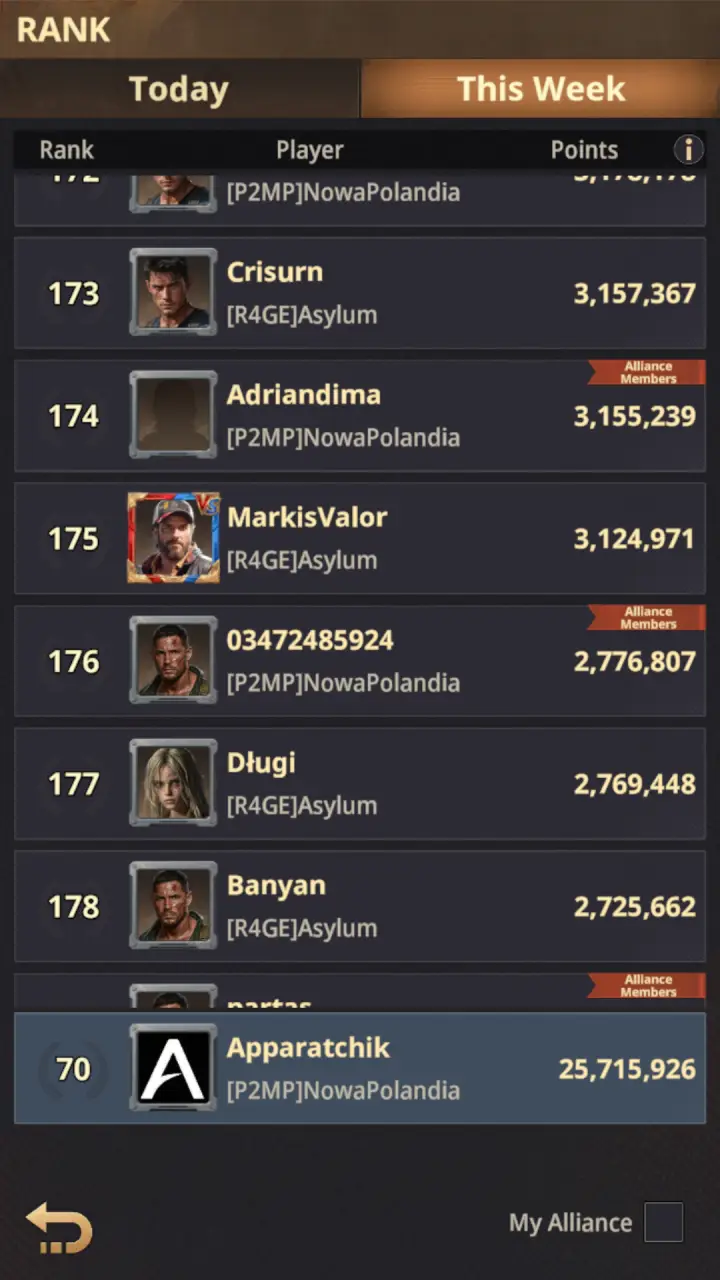 RANK
Today
This Week
Rank
Player
Points
172
[P2MP]NowaPolandia
173
Crisurn
[R4GE]Asylum
3,157,367
174
Adriandima
[P2MP]NowaPolandia
Alliance
Members
3,155,239
175
VS
MarkisValor
[R4GE]Asylum
3,124,971
176
03472485924
[P2MP]NowaPolandia
Alliance
Members
2,776,807
177
Długi
[R4GE]Asylum
2,769,448
178
Banyan
[R4GE]Asylum
2,725,662
Alliance
Members
70
A
Apparatchik
[P2MP]NowaPolandia
25,715,926
My Alliance